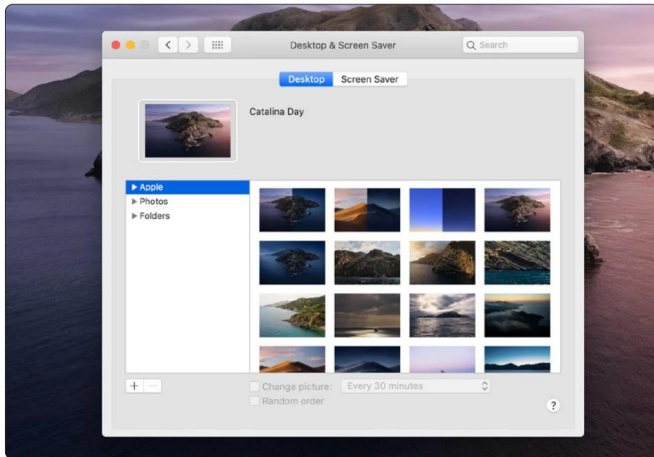 Desktop & Screen Saver
Search
Desktop
Screen Saver
Catalina Day
Apple
Photos
Folders
Change picture:
Every 30 minutes
Random order
?